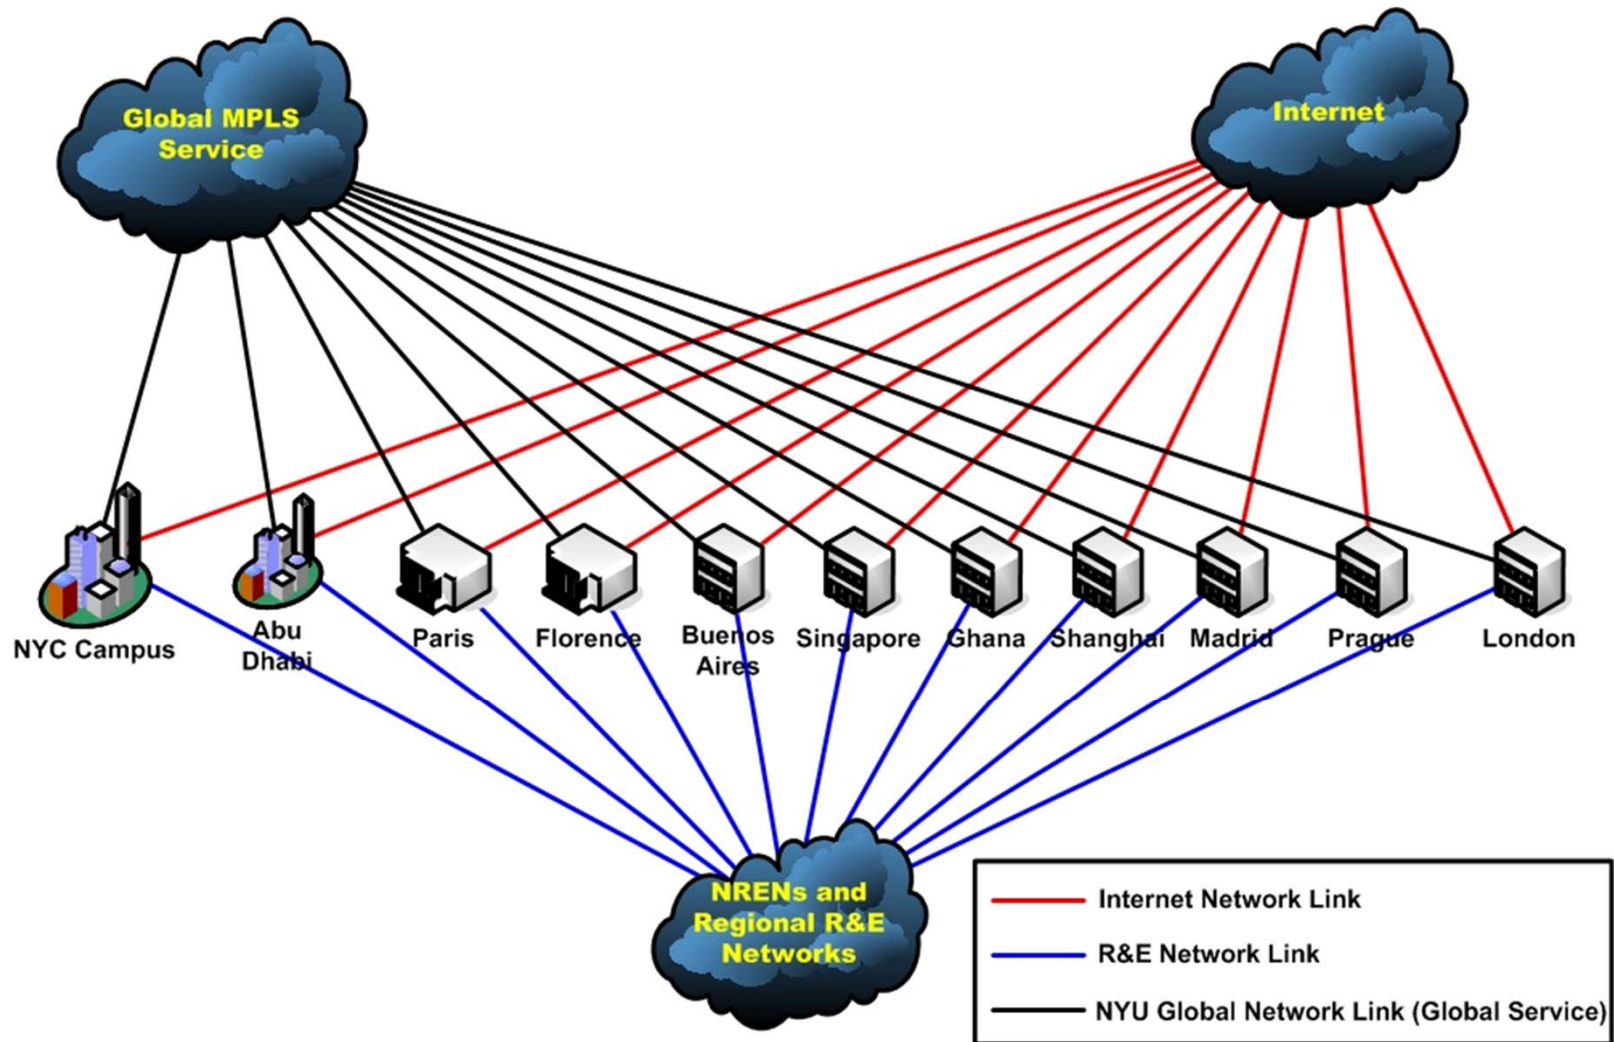 Global MPLS
Service
Internet
NYC Campus
Abu
Dhabi
Paris
Florence
Buenos
Aires
Singapore
Ghana
Shanghai
Madrid
Prague
London
NRENs and
Regional R&E
Networks
Internet Network Link
R&E Network Link
NYU Global Network Link (Global Service)